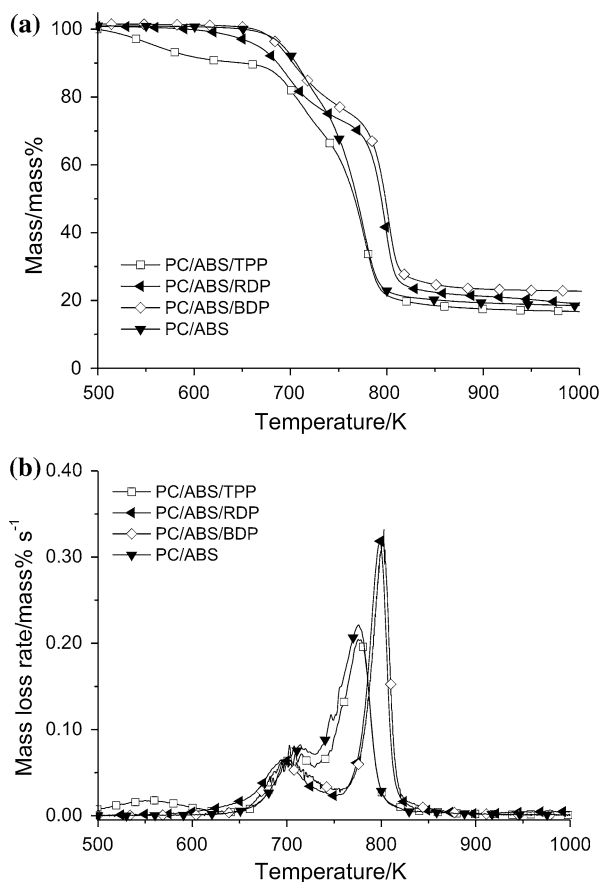 (a)
100
80
60
40
20
0
Mass/mass%
PC/ABS/TPP
PC/ABS/RDP
PC/ABS/BDP
PC/ABS
500 600 700 800 900 1000
Temperature/K
(b)
0.40
0.30
0.20
0.10
0.00
Mass loss rate/mass% s⁻¹
PC/ABS/TPP
PC/ABS/RDP
PC/ABS/BDP
PC/ABS
500 600 700 800 900 1000
Temperature/K